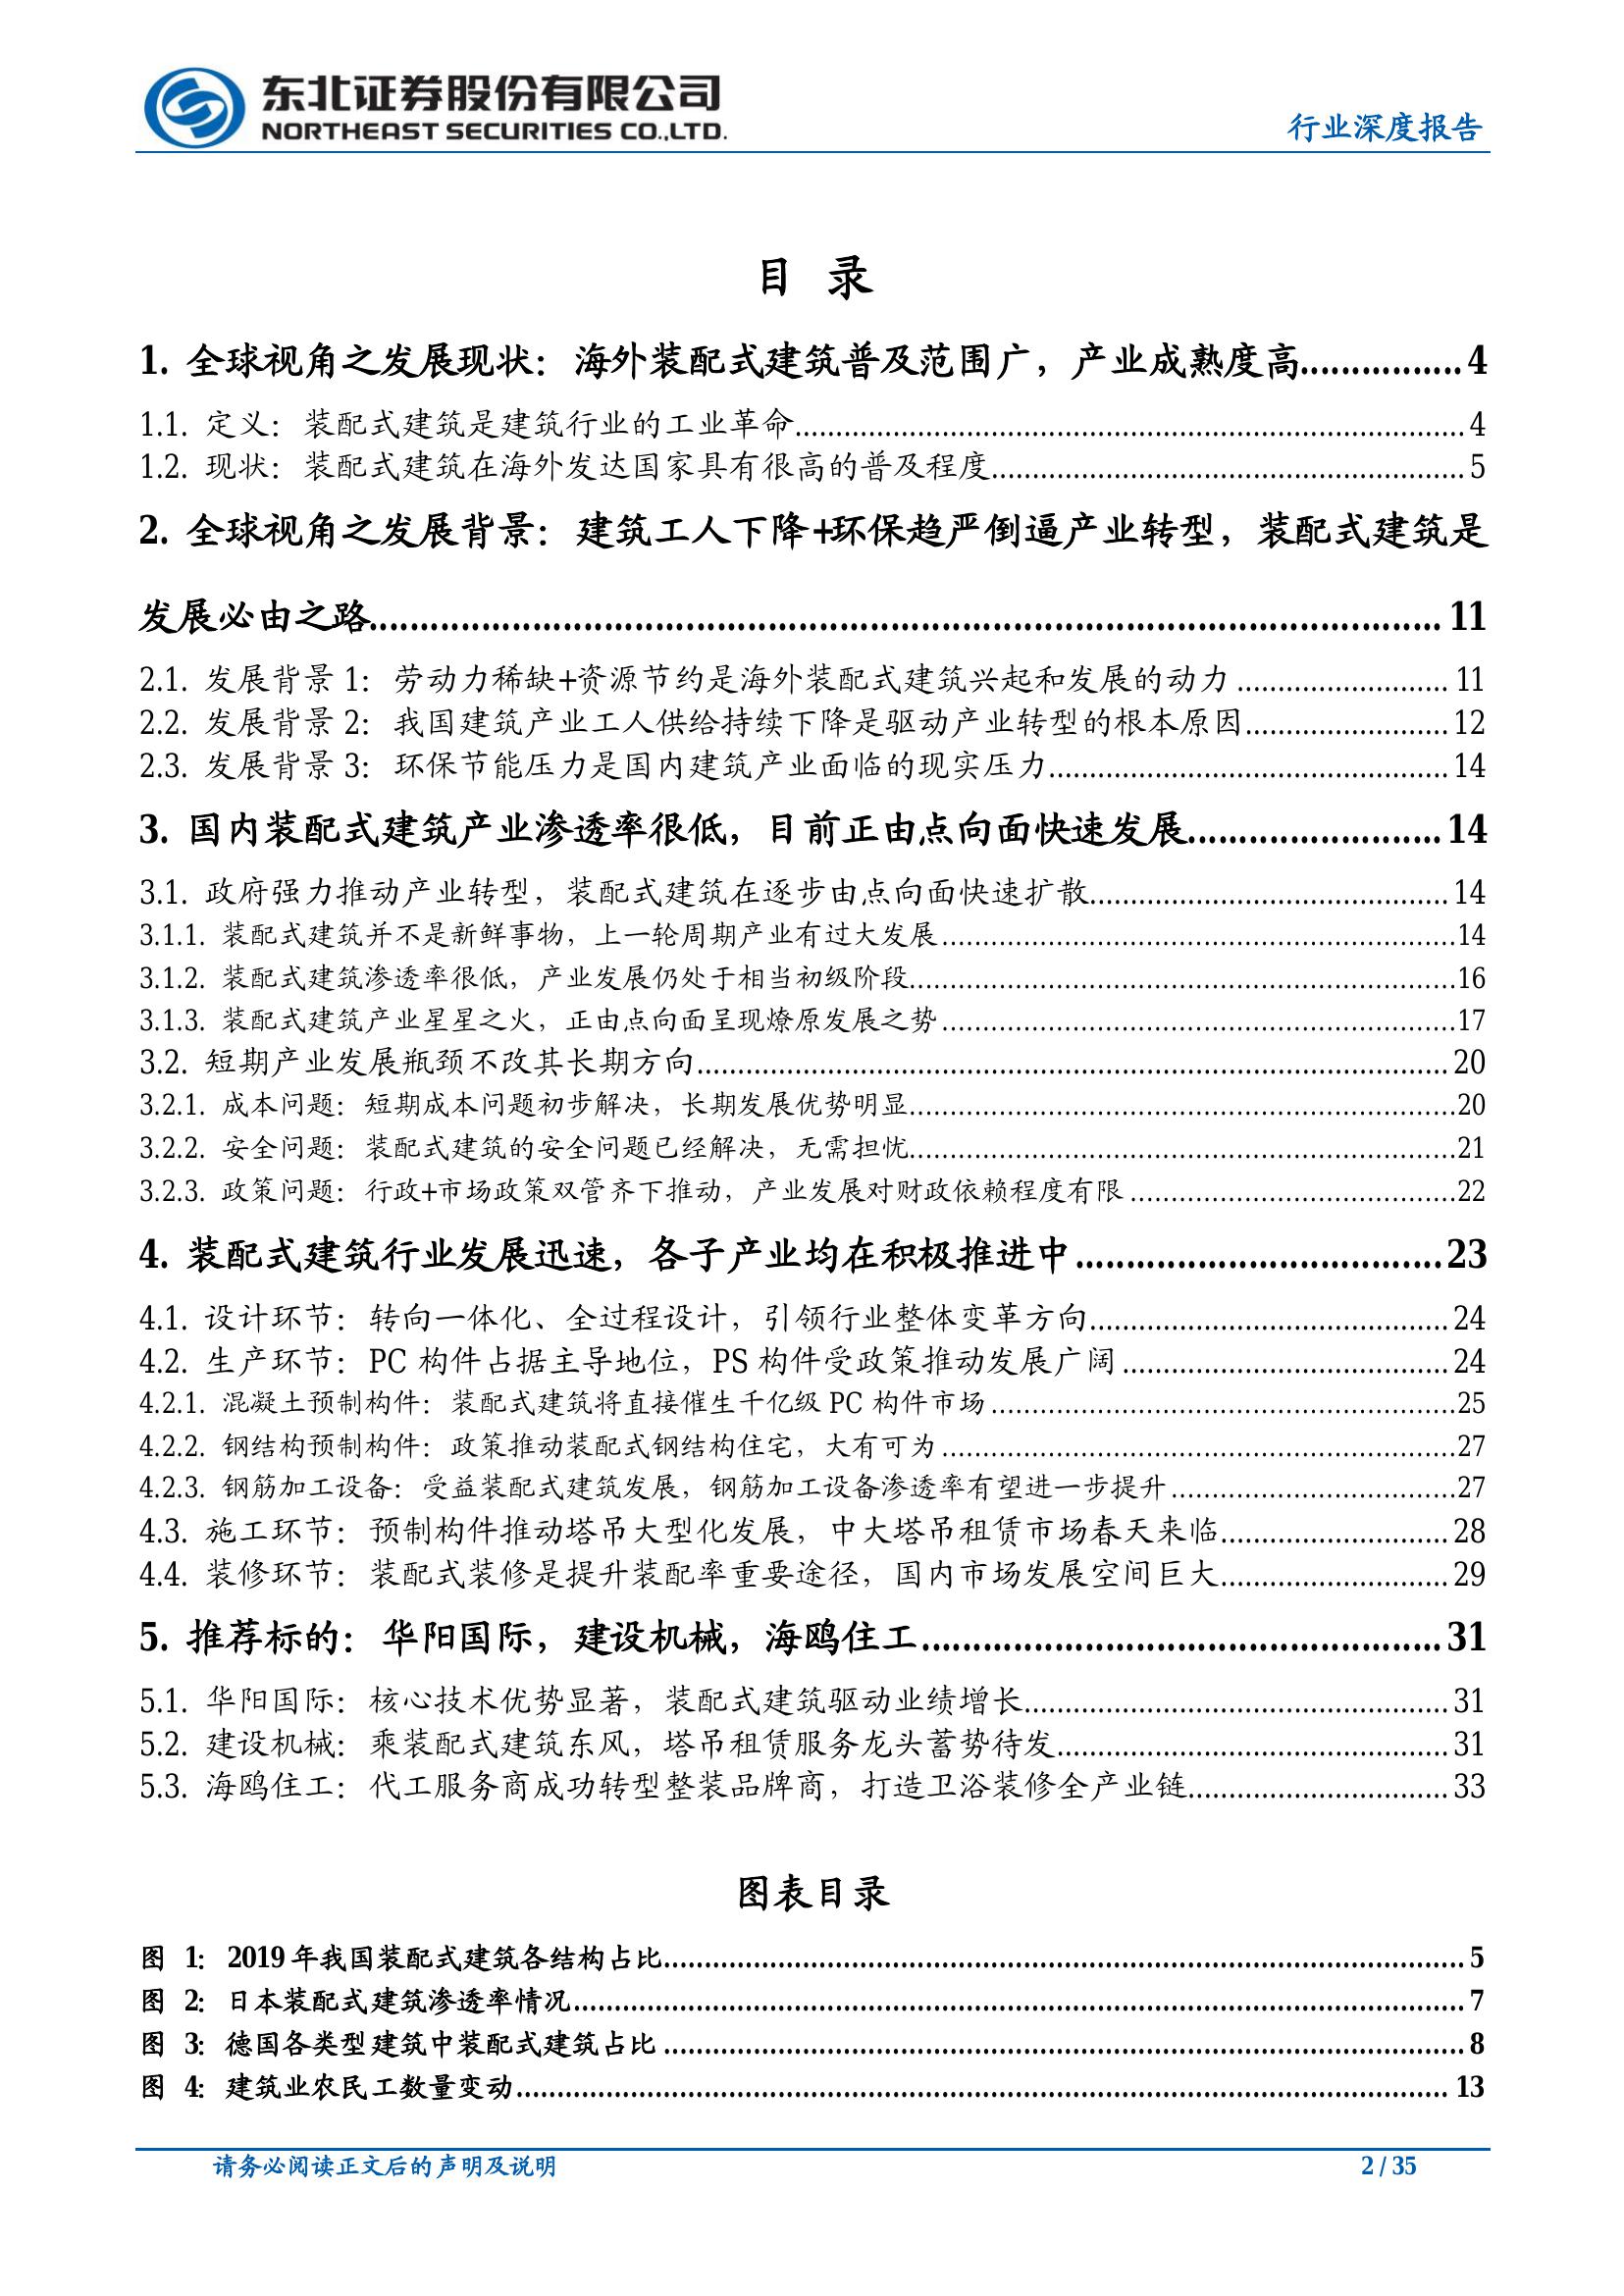 东北证券股份有限公司
NORTHEAST SECURITIES CO.,LTD.
行业深度报告
目 录
1. 全球视角之发展现状：海外装配式建筑普及范围广，产业成熟度高................4
1.1. 定义：装配式建筑是建筑行业的工业革命................4
1.2. 现状：装配式建筑在海外发达国家具有很高的普及程度................5
2. 全球视角之发展背景：建筑工人下降+环保趋严倒逼产业转型，装配式建筑是
发展必由之路................11
2.1. 发展背景 1：劳动力稀缺+资源节约是海外装配式建筑兴起和发展的动力................11
2.2. 发展背景 2：我国建筑产业工人供给持续下降是驱动产业转型的根本原因................12
2.3. 发展背景 3：环保节能压力是国内建筑产业面临的现实压力................14
3. 国内装配式建筑产业渗透率很低，目前正由点向面快速发展................14
3.1. 政府强力推动产业转型，装配式建筑在逐步由点向面快速扩散................14
3.1.1. 装配式建筑并不是新鲜事物，上一轮周期产业有过大发展................14
3.1.2. 装配式建筑渗透率很低，产业发展仍处于相当初级阶段................16
3.1.3. 装配式建筑产业星星之火，正由点向面呈现燎原发展之势................17
3.2. 短期产业发展瓶颈不改其长期方向................20
3.2.1. 成本问题：短期成本问题初步解决，长期发展优势明显................20
3.2.2. 安全问题：装配式建筑的安全问题已经解决，无需担忧................21
3.2.3. 政策问题：行政+市场政策双管齐下推动，产业发展对财政依赖程度有限................22
4. 装配式建筑行业发展迅速，各子产业均在积极推进中................23
4.1. 设计环节：转向一体化、全过程设计，引领行业整体变革方向................24
4.2. 生产环节：PC 构件占据主导地位，PS 构件受政策推动发展广阔................24
4.2.1. 混凝土预制构件：装配式建筑将直接催生千亿级 PC 构件市场................25
4.2.2. 钢结构预制构件：政策推动装配式钢结构住宅，大有可为................27
4.2.3. 钢筋加工设备：受益装配式建筑发展，钢筋加工设备渗透率有望进一步提升................27
4.3. 施工环节：预制构件推动塔吊大型化发展，中大塔吊租赁市场春天来临................28
4.4. 装修环节：装配式装修是提升装配率重要途径，国内市场发展空间巨大................29
5. 推荐标的：华阳国际，建设机械，海鸥住工................31
5.1. 华阳国际：核心技术优势显著，装配式建筑驱动业绩增长................31
5.2. 建设机械：乘装配式建筑东风，塔吊租赁服务龙头蓄势待发................31
5.3. 海鸥住工：代工服务商成功转型整装品牌商，打造卫浴装修全产业链................33
图表目录
图 1：2019 年我国装配式建筑各结构占比................5
图 2：日本装配式建筑渗透率情况................7
图 3：德国各类型建筑中装配式建筑占比................8
图 4：建筑业农民工数量变动................13
请务必阅读正文后的声明及说明
2 / 35